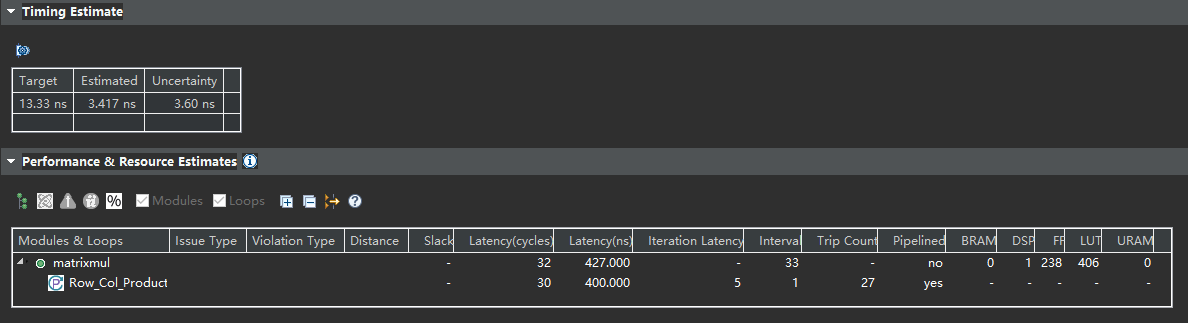 Timing Estimate
Target Estimated Uncertainty
13.33 ns 3.417 ns 3.60 ns
Performance & Resource Estimates
% Modules Loops
Modules & Loops Issue Type Violation Type Distance Slack Latency(cycles) Latency(ns) Iteration Latency Interval Trip Count Pipelined BRAM DSP FF LUT URAM
matrixmul - 32 427.000 - 33 - no 0 1 238 406 0
Row_Col_Product - 30 400.000 5 1 27 yes - - - - -